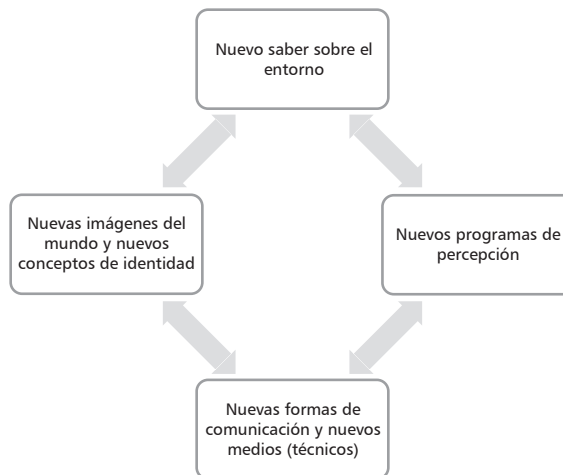 Nuevo saber sobre el
entorno
Nuevas imágenes del
mundo y nuevos
conceptos de identidad
Nuevos programas de
percepción
Nuevas formas de
comunicación y nuevos
medios (técnicos)